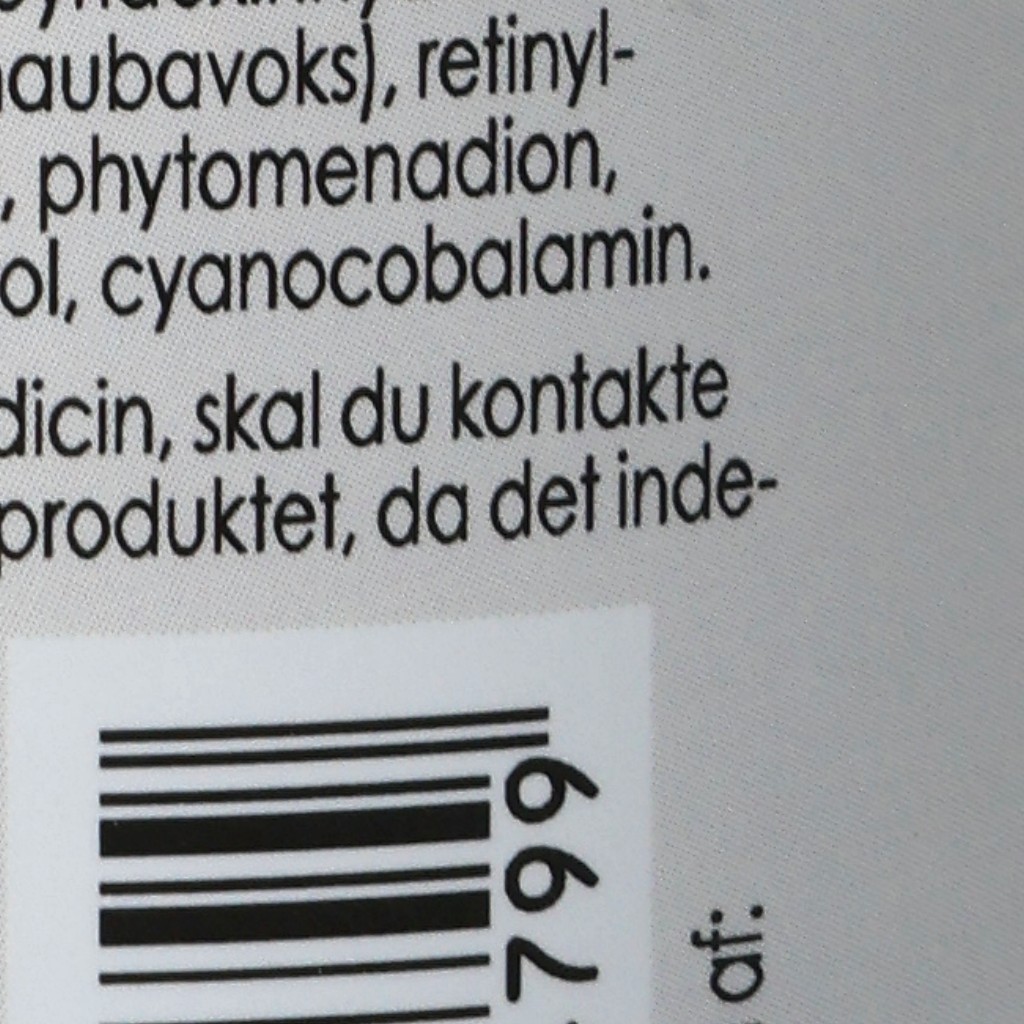 aubavoks), retinyl-
, phytomenadion,
ol, cyanocobalamin.
dicin, skal du kontakte
produktet, da det inde-
799
af: